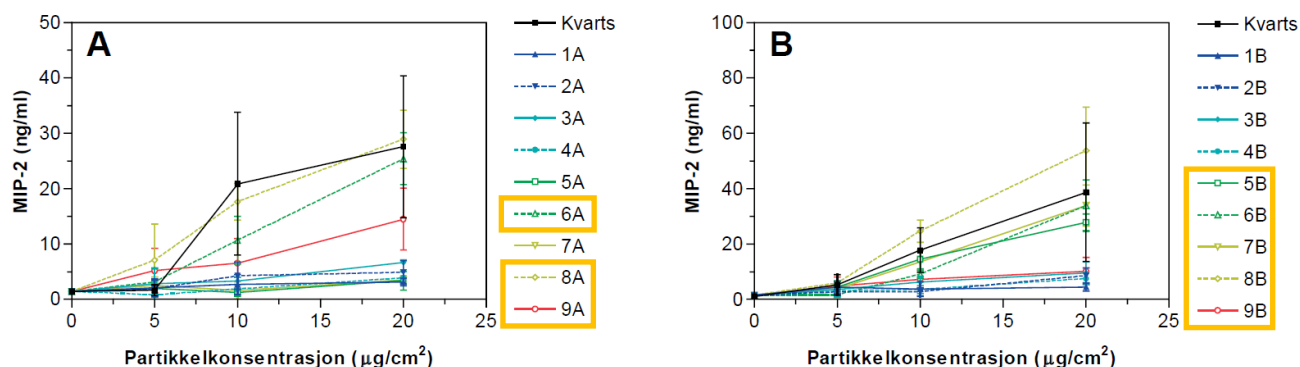 A
MIP-2 (ng/ml)
50
40
30
20
10
0
0 5 10 15 20 25
Partikkelkonsentrasjon (µg/cm²)
Kvarts
1A
2A
3A
4A
5A
6A
7A
8A
9A
B
MIP-2 (ng/ml)
100
80
60
40
20
0
0 5 10 15 20 25
Partikkelkonsentrasjon (µg/cm²)
Kvarts
1B
2B
3B
4B
5B
6B
7B
8B
9B